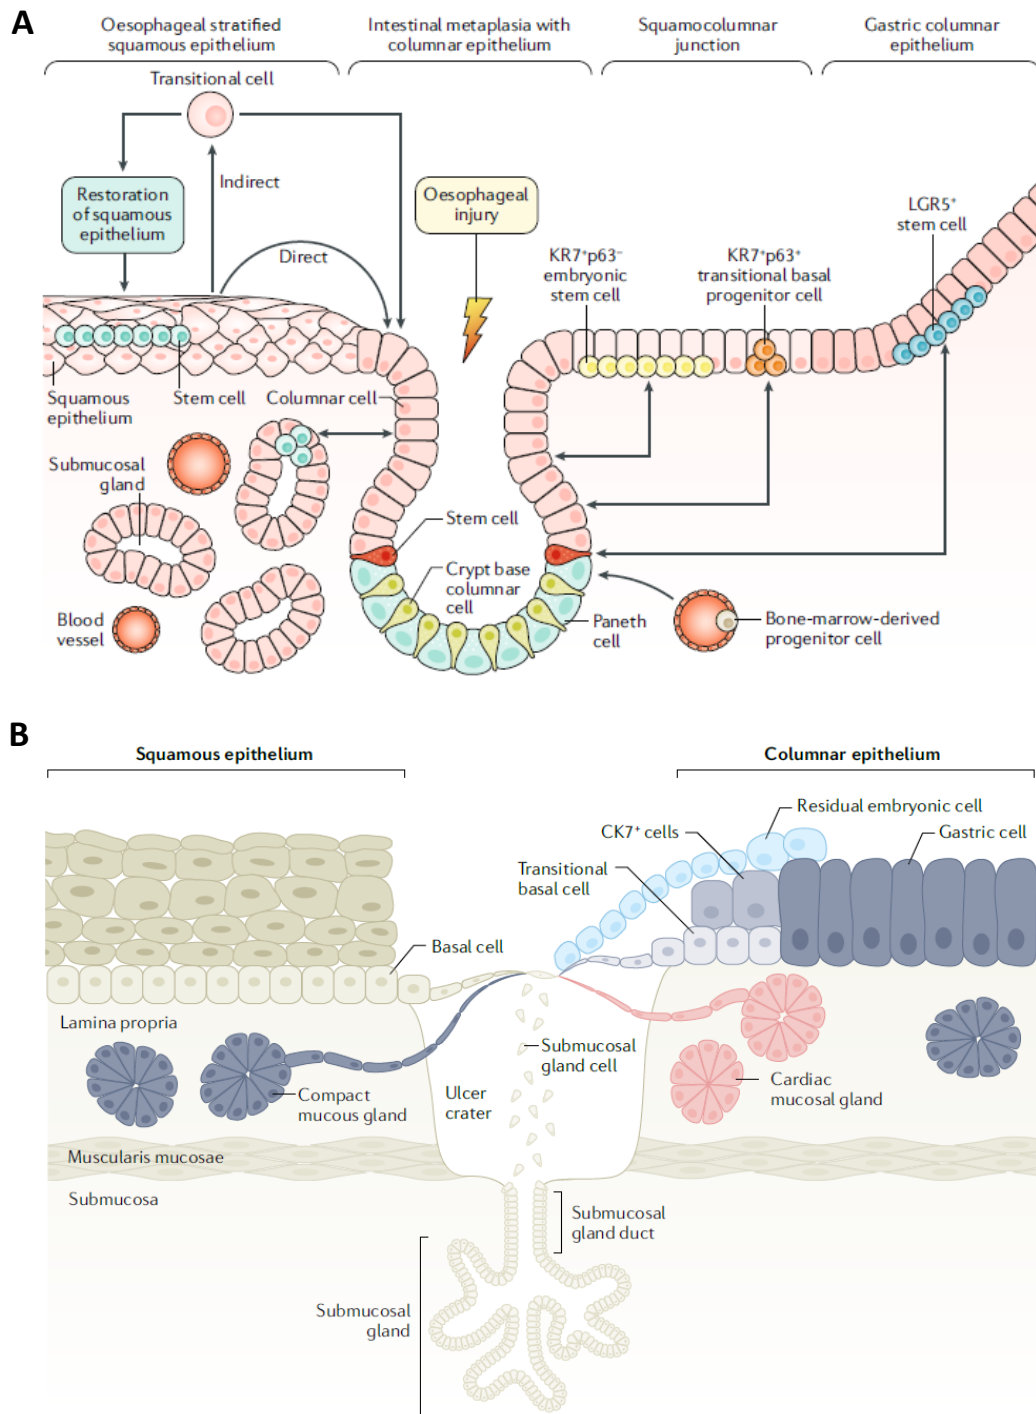 A
Oesophageal stratified
squamous epithelium
Intestinal metaplasia with
columnar epithelium
Squamocolumnar
junction
Gastric columnar
epithelium
Transitional cell
Indirect
Restoration
of squamous
epithelium
Oesophageal
injury
Direct
LGR5⁺
stem cell
KR7⁺p63⁻
embryonic
stem cell
KR7⁺p63⁺
transitional basal
progenitor cell
Squamous
epithelium
Stem cell
Columnar cell
Submucosal
gland
Stem cell
Crypt base
columnar
cell
Blood
vessel
Paneth
cell
Bone-marrow-derived
progenitor cell
B
Squamous epithelium
Columnar epithelium
Residual embryonic cell
CK7⁺ cells
Gastric cell
Transitional
basal cell
Basal cell
Lamina propria
Submucosal
gland cell
Compact
mucous gland
Ulcer
crater
Cardiac
mucosal gland
Muscularis mucosae
Submucosa
Submucosal
gland duct
Submucosal
gland